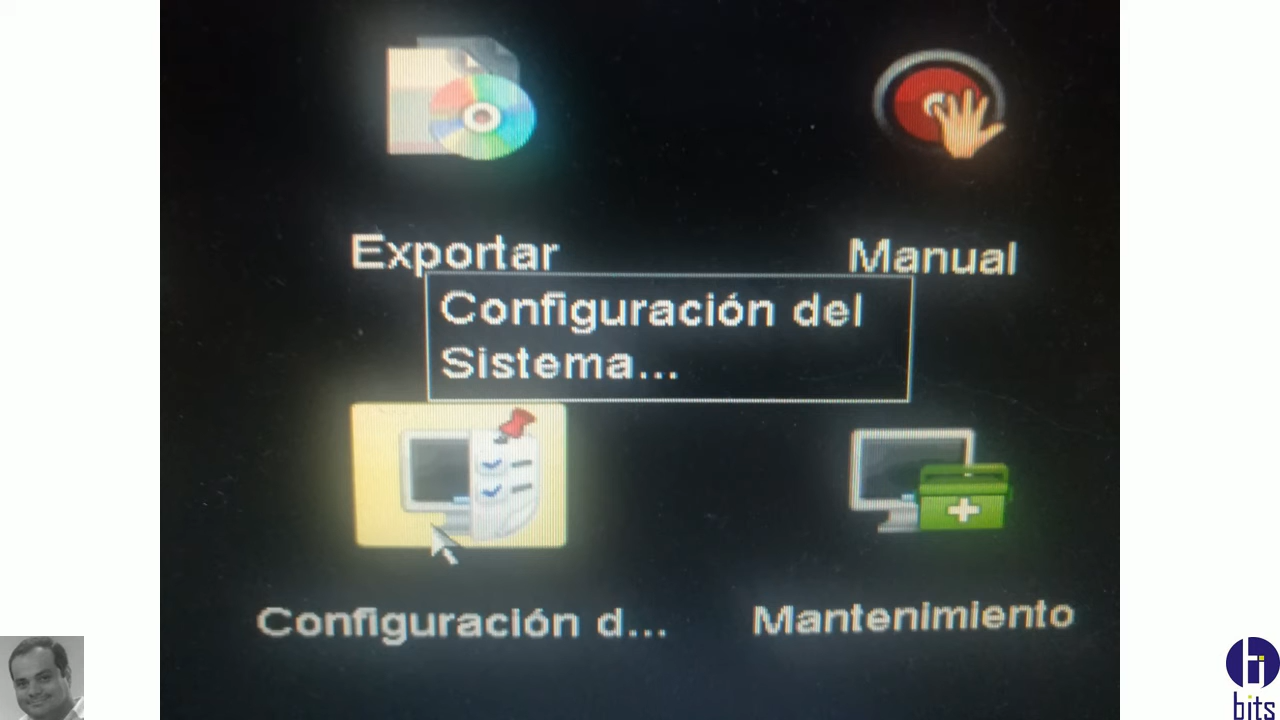 Exportar
Manual
Configuración del
Sistema...
Configuración d...
Mantenimiento
bits